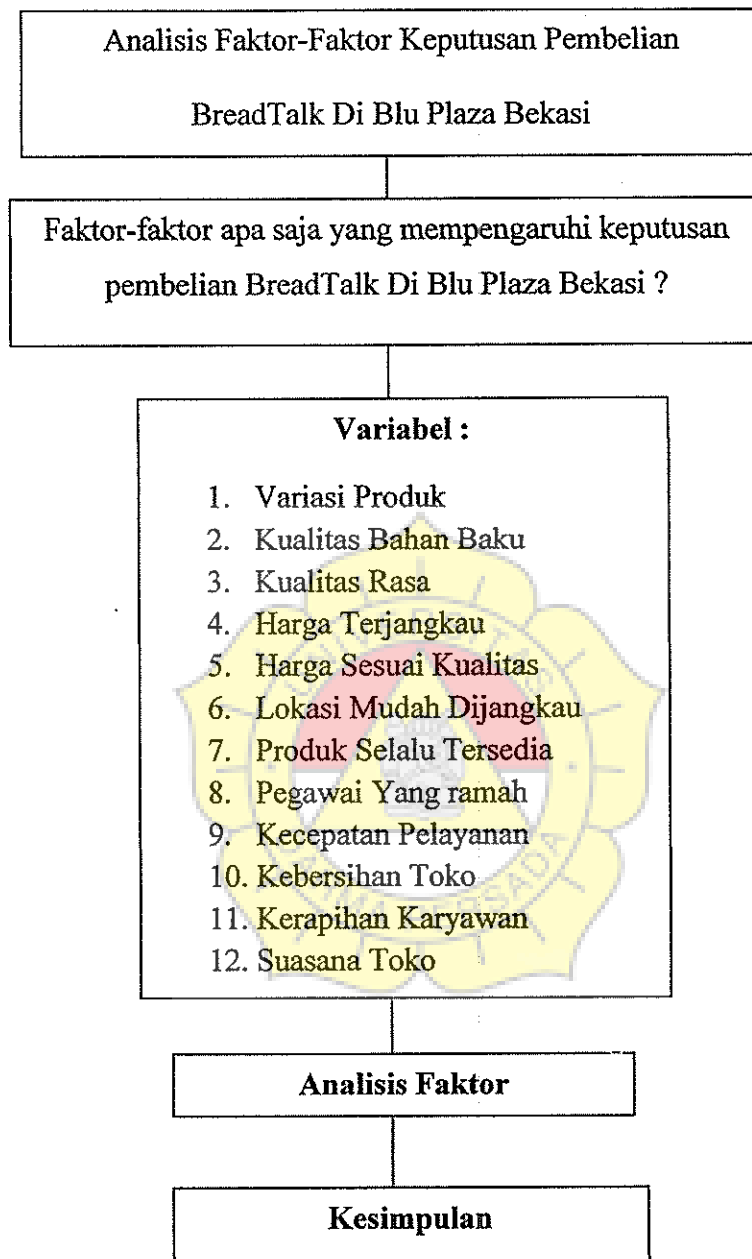 Analisis Faktor-Faktor Keputusan Pembelian
BreadTalk Di Blu Plaza Bekasi
Faktor-faktor apa saja yang mempengaruhi keputusan
pembelian BreadTalk Di Blu Plaza Bekasi ?
Variabel :
1. Variasi Produk
2. Kualitas Bahan Baku
3. Kualitas Rasa
4. Harga Terjangkau
5. Harga Sesuai Kualitas
6. Lokasi Mudah Dijangkau
7. Produk Selalu Tersedia
8. Pegawai Yang ramah
9. Kecepatan Pelayanan
10. Kebersihan Toko
11. Kerapihan Karyawan
12. Suasana Toko
UNIVERSITAS
DARMA PERSADA
Analisis Faktor
Kesimpulan